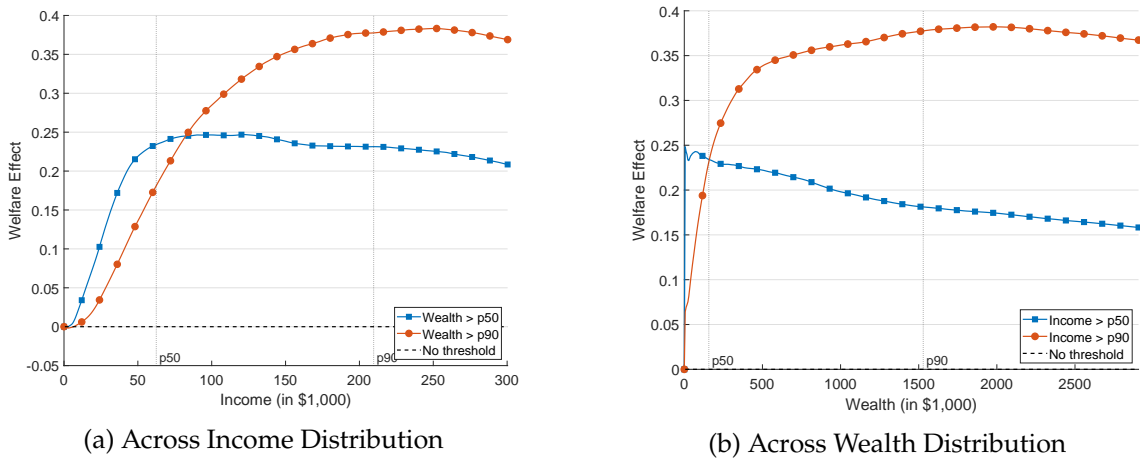 0.4
0.35
0.3
0.25
0.2
0.15
0.1
0.05
0
-0.05
Welfare Effect
p50
p90
Wealth > p50
Wealth > p90
No threshold
0 50 100 150 200 250 300
Income (in $1,000)
(a) Across Income Distribution
0.4
0.35
0.3
0.25
0.2
0.15
0.1
0.05
0
Welfare Effect
p50
p90
Income > p50
Income > p90
No threshold
0 500 1000 1500 2000 2500
Wealth (in $1,000)
(b) Across Wealth Distribution